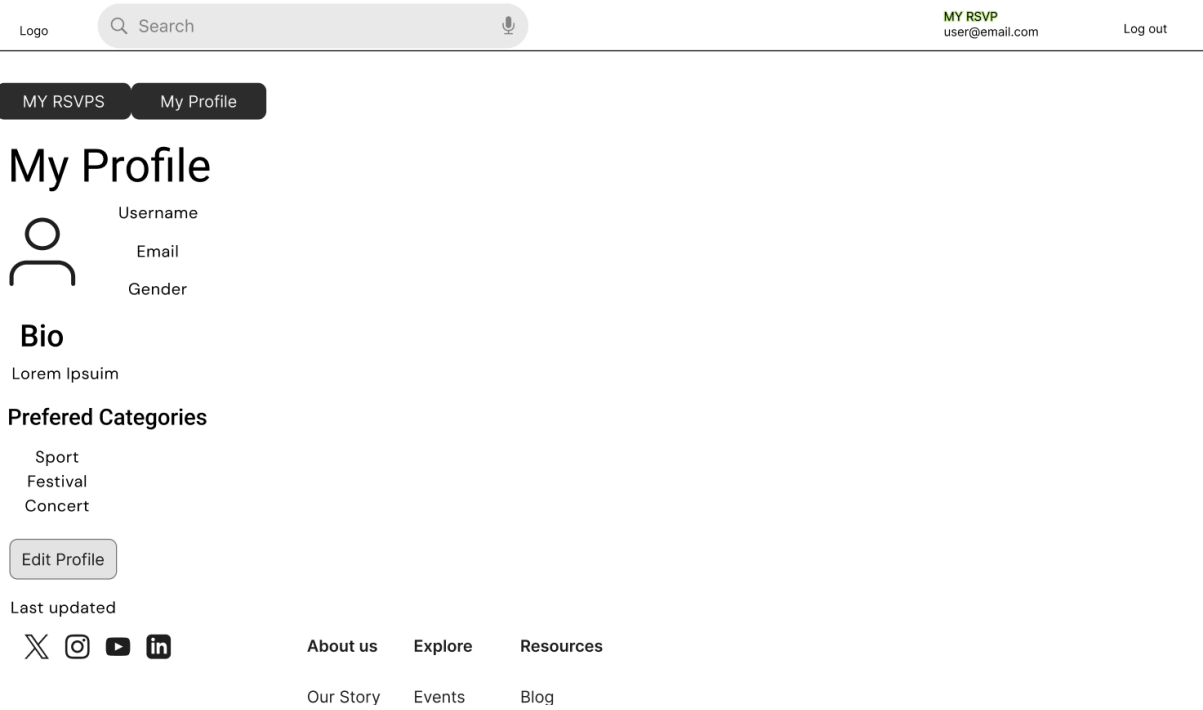 Logo
Search
MY RSVP
user@email.com
Log out
MY RSVPS
My Profile
My Profile
Username
Email
Gender
Bio
Lorem Ipsuim
Prefered Categories
Sport
Festival
Concert
Edit Profile
Last updated
in
About us Explore Resources
Our Story Events Blog